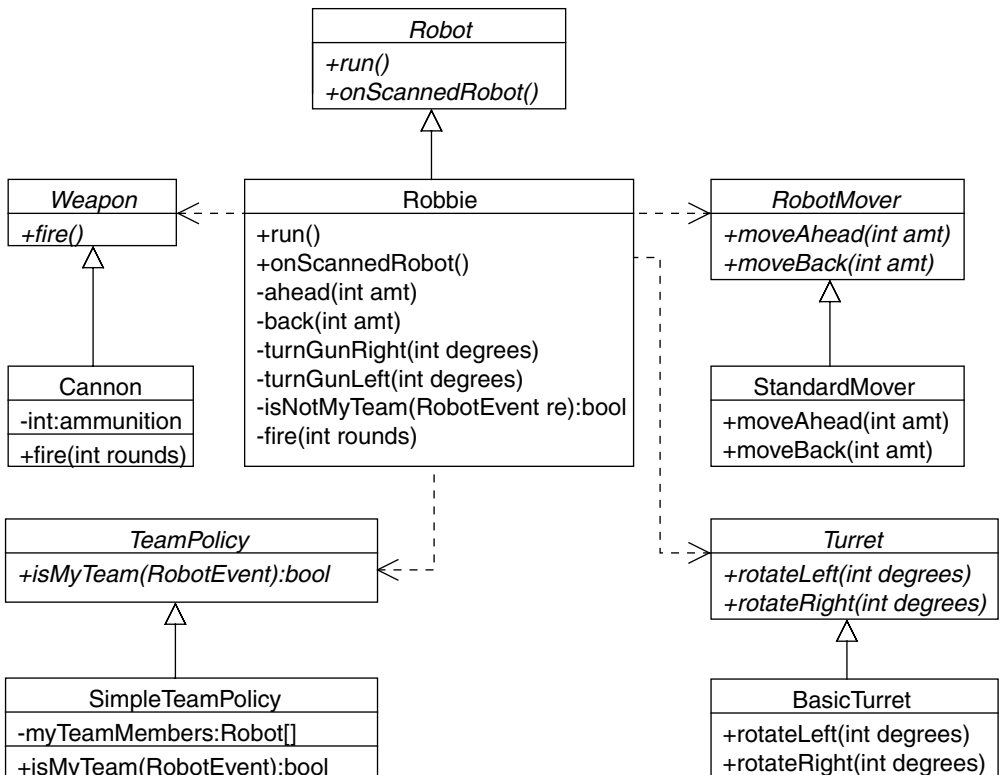 Robot
+run()
+onScannedRobot()
Weapon
+fire()
Robbie
+run()
+onScannedRobot()
-ahead(int amt)
-back(int amt)
-turnGunRight(int degrees)
-turnGunLeft(int degrees)
-isNotMyTeam(RobotEvent re):bool
-fire(int rounds)
RobotMover
+moveAhead(int amt)
+moveBack(int amt)
Cannon
-int:ammunition
+fire(int rounds)
StandardMover
+moveAhead(int amt)
+moveBack(int amt)
TeamPolicy
+isMyTeam(RobotEvent):bool
Turret
+rotateLeft(int degrees)
+rotateRight(int degrees)
SimpleTeamPolicy
-myTeamMembers:Robot[]
+isMyTeam(RobotEvent):bool
BasicTurret
+rotateLeft(int degrees)
+rotateRight(int degrees)